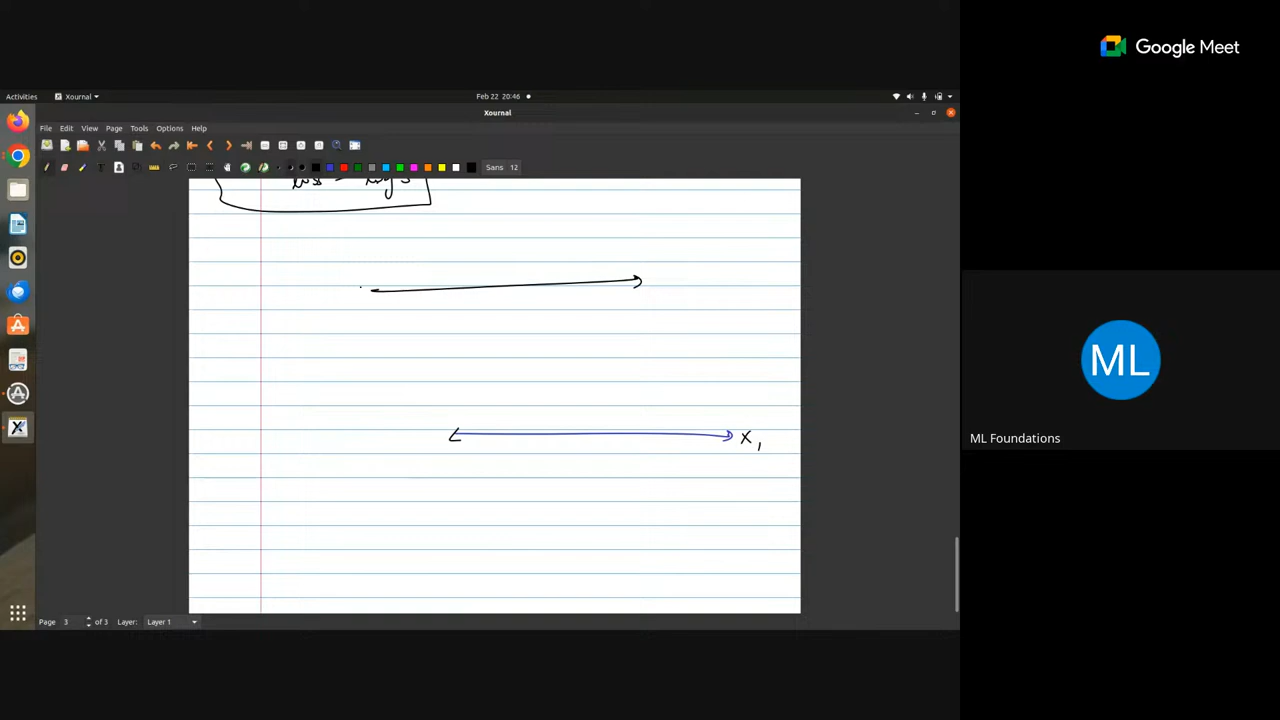 Google Meet
Activities Xournal Feb 22 20:46
Xournal
File Edit View Page Tools Options Help
Sans 12
x₁
ML
ML Foundations
Page 3 of 3 Layer: Layer 1